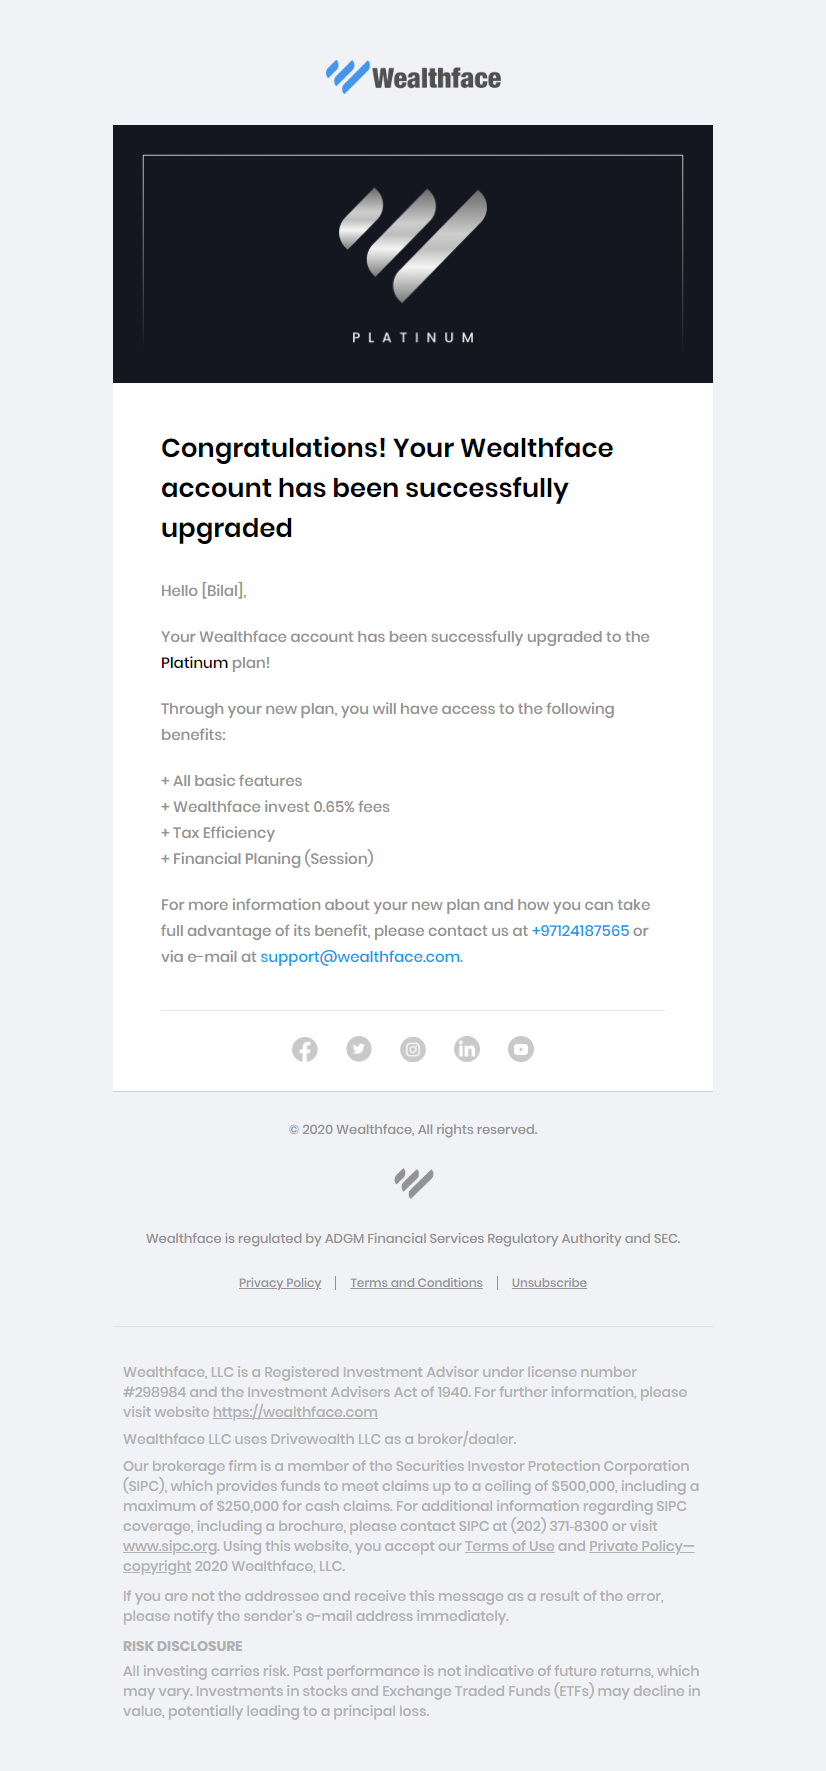 Wealthface
PLATINUM
Congratulations! Your Wealthface
account has been successfully
upgraded
Hello [Bilal],
Your Wealthface account has been successfully upgraded to the
Platinum plan!
Through your new plan, you will have access to the following
benefits:
+ All basic features
+ Wealthface invest 0.65% fees
+ Tax Efficiency
+ Financial Planing (Session)
For more information about your new plan and how you can take
full advantage of its benefit, please contact us at +97124187565 or
via e-mail at support@wealthface.com.
© 2020 Wealthface, All rights reserved.
Wealthface is regulated by ADGM Financial Services Regulatory Authority and SEC.
Privacy Policy | Terms and Conditions | Unsubscribe
Wealthface, LLC is a Registered Investment Advisor under license number
#298984 and the Investment Advisers Act of 1940. For further information, please
visit website https://wealthface.com
Wealthface LLC uses Drivewealth LLC as a broker/dealer.
Our brokerage firm is a member of the Securities Investor Protection Corporation
(SIPC), which provides funds to meet claims up to a ceiling of $500,000, including a
maximum of $250,000 for cash claims. For additional information regarding SIPC
coverage, including a brochure, please contact SIPC at (202) 371-8300 or visit
www.sipc.org. Using this website, you accept our Terms of Use and Private Policy—
copyright 2020 Wealthface, LLC.
If you are not the addressee and receive this message as a result of the error,
please notify the sender's e-mail address immediately.
RISK DISCLOSURE
All investing carries risk. Past performance is not indicative of future returns, which
may vary. Investments in stocks and Exchange Traded Funds (ETFs) may decline in
value, potentially leading to a principal loss.